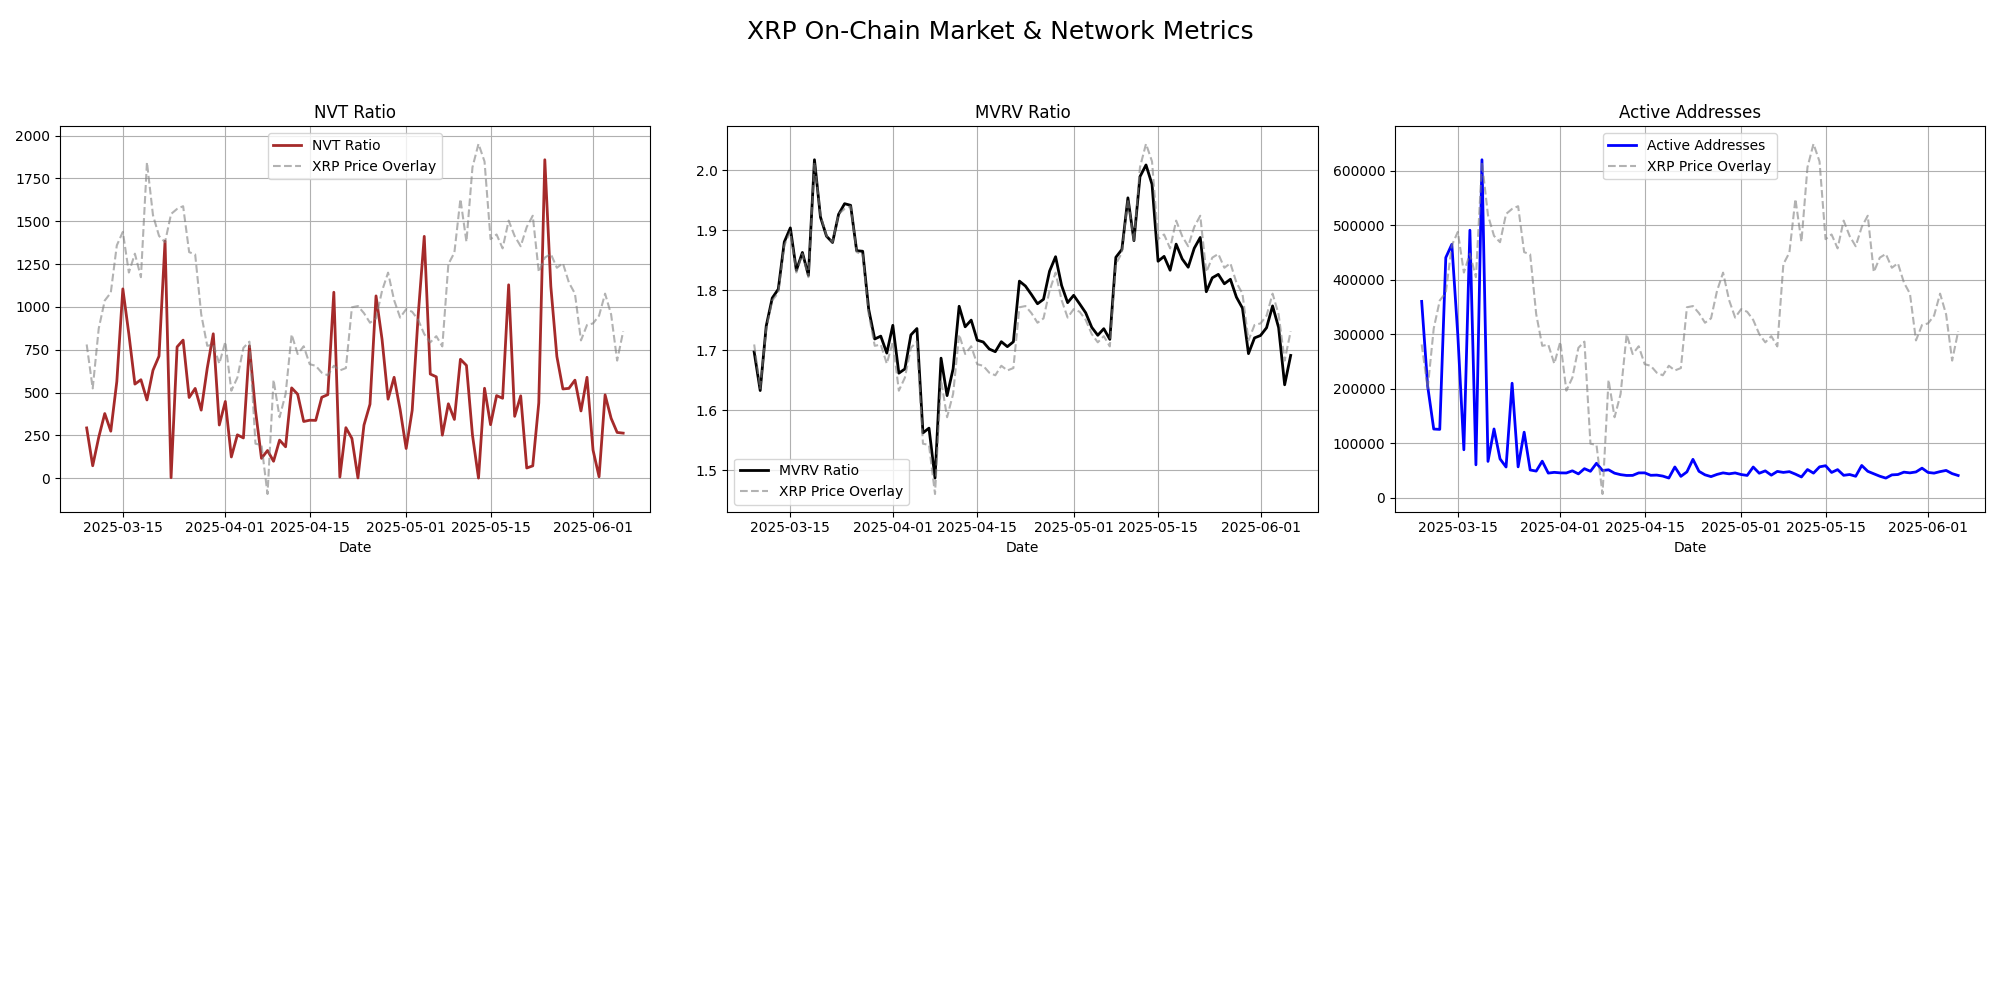 XRP On-Chain Market & Network Metrics
NVT Ratio
2000
1750
1500
1250
1000
750
500
250
0
NVT Ratio
XRP Price Overlay
2025-03-15 2025-04-01 2025-04-15 2025-05-01 2025-05-15 2025-06-01
Date
MVRV Ratio
2.0
1.9
1.8
1.7
1.6
1.5
MVRV Ratio
XRP Price Overlay
2025-03-15 2025-04-01 2025-04-15 2025-05-01 2025-05-15 2025-06-01
Date
Active Addresses
600000
500000
400000
300000
200000
100000
0
Active Addresses
XRP Price Overlay
2025-03-15 2025-04-01 2025-04-15 2025-05-01 2025-05-15 2025-06-01
Date